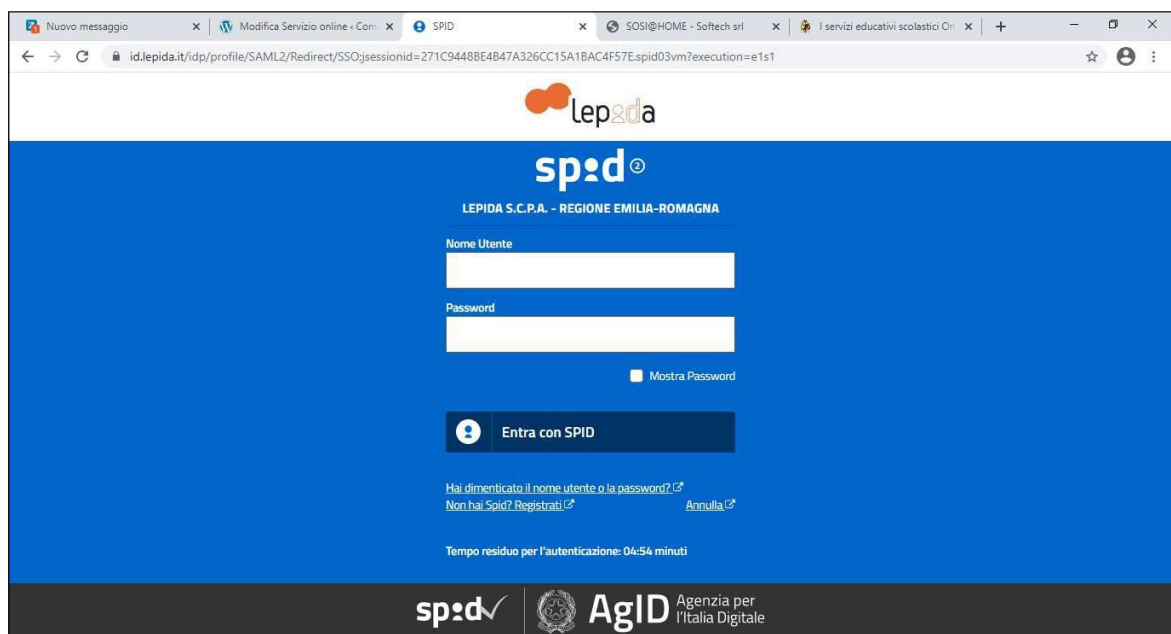 Nuovo messaggio
Modifica Servizio online ‹ Com
SPID
SOSI@HOME - Softech srl
I servizi educativi scolastici On
id.lepida.it/idp/profile/SAML2/Redirect/SSO;jsessionid=271C9448BE4B47A326CC15A1BAC4F57E.spid03vm?execution=e1s1
lepida
spid 2
LEPIDA S.C.P.A. - REGIONE EMILIA-ROMAGNA
Nome Utente
Password
Mostra Password
Entra con SPID
Hai dimenticato il nome utente o la password?
Non hai Spid? Registrati
Annulla
Tempo residuo per l'autenticazione: 04:54 minuti
spid
AgID
Agenzia per
l'Italia Digitale